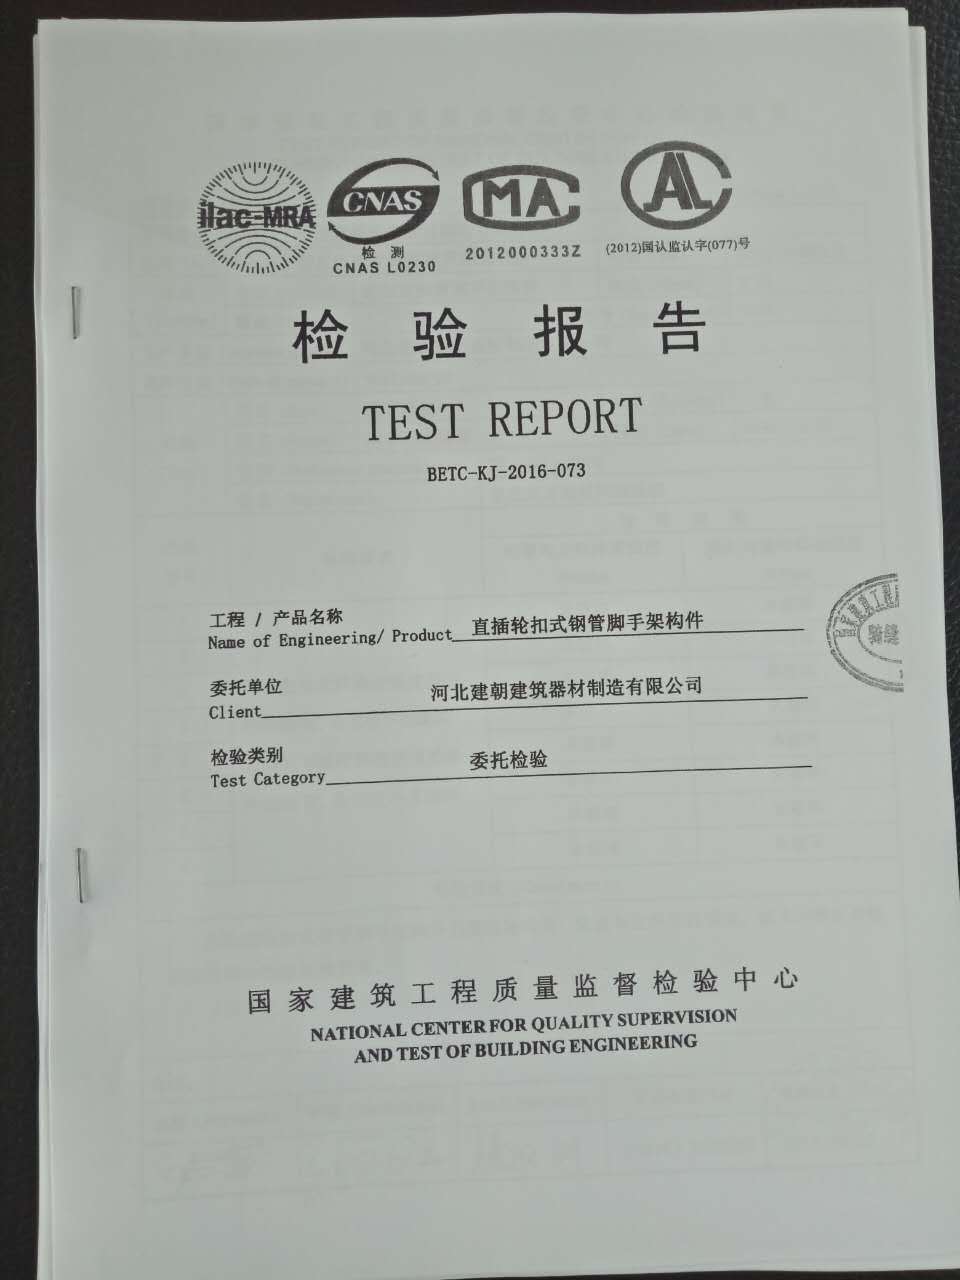 ilac-MRA
CNAS
检 测
CNAS L0230
MA
2012000333Z
AL
(2012)国认监认字(077)号
检 验 报 告
TEST REPORT
BETC-KJ-2016-073
工程 / 产品名称
Name of Engineering/ Product 直插轮扣式钢管脚手架构件
委托单位
Client 河北建朝建筑器材制造有限公司
检验类别
Test Category 委托检验
国家建筑工程质量监督检验中心
NATIONAL CENTER FOR QUALITY SUPERVISION
AND TEST OF BUILDING ENGINEERING